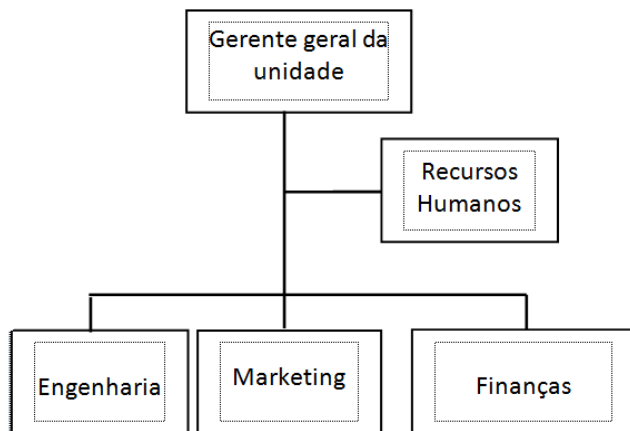 Gerente geral da
unidade
Recursos
Humanos
Engenharia
Marketing
Finanças